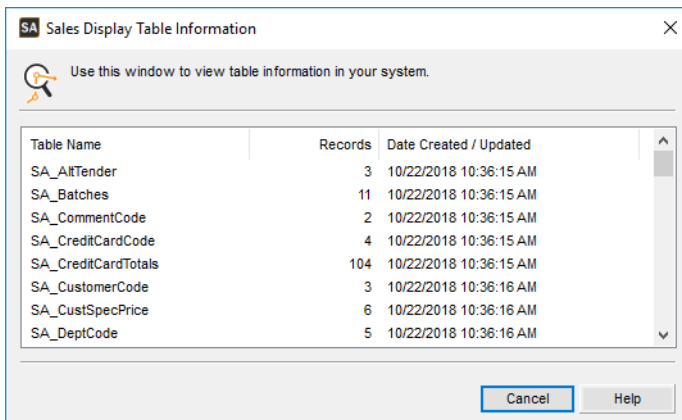 SA Sales Display Table Information
Use this window to view table information in your system.
Table Name Records Date Created / Updated
SA_AltTender 3 10/22/2018 10:36:15 AM
SA_Batches 11 10/22/2018 10:36:15 AM
SA_CommentCode 2 10/22/2018 10:36:15 AM
SA_CreditCardCode 4 10/22/2018 10:36:15 AM
SA_CreditCardTotals 104 10/22/2018 10:36:15 AM
SA_CustomerCode 3 10/22/2018 10:36:16 AM
SA_CustSpecPrice 6 10/22/2018 10:36:16 AM
SA_DeptCode 5 10/22/2018 10:36:16 AM
Cancel Help